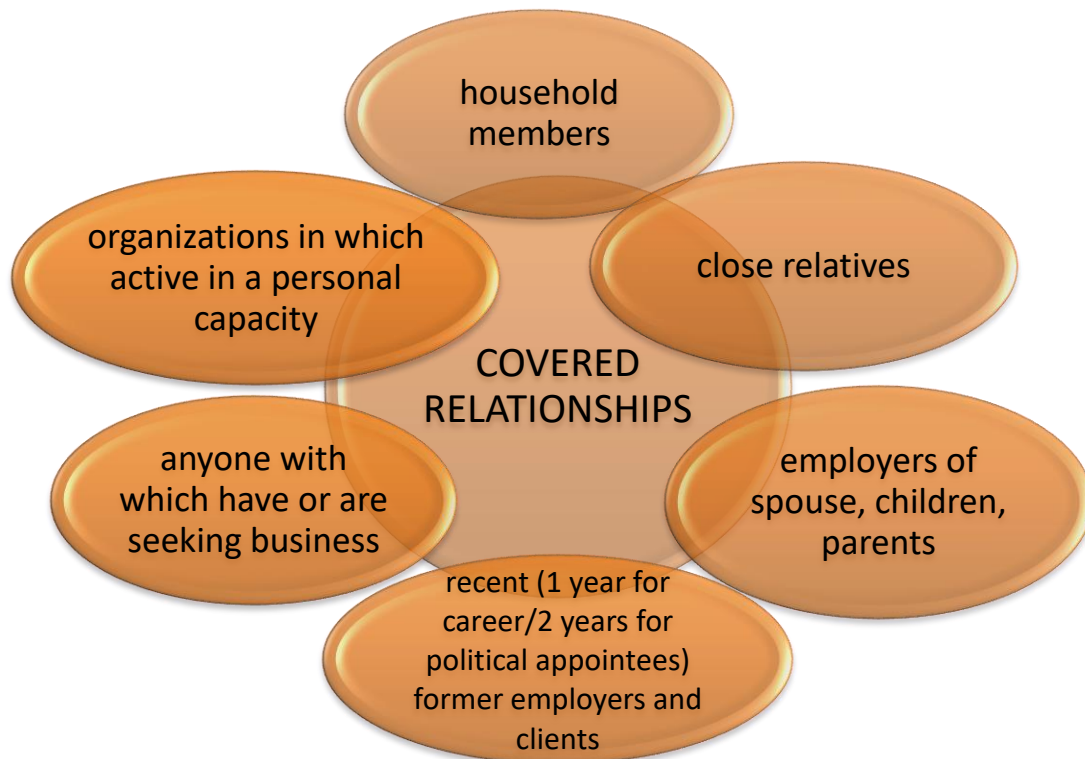 household
members
close relatives
employers of
spouse, children,
parents
recent (1 year for
career/2 years for
political appointees)
former employers and
clients
anyone with
which have or are
seeking business
organizations in which
active in a personal
capacity
COVERED
RELATIONSHIPS